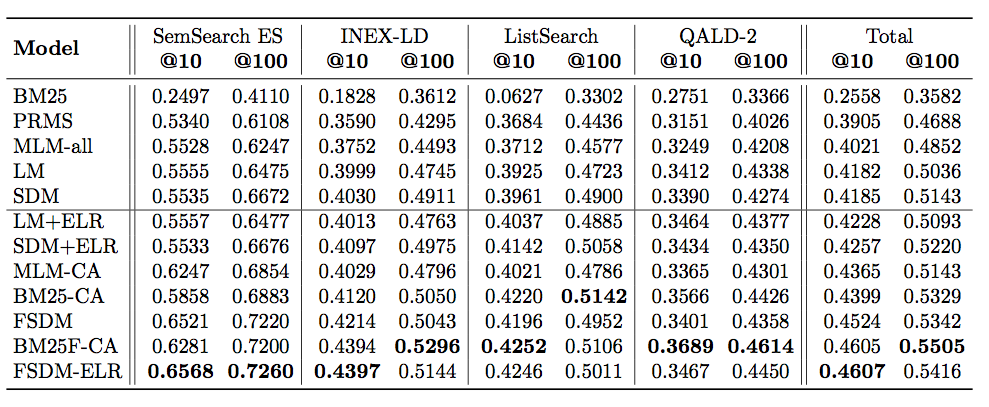 Model SemSearch ES INEX-LD ListSearch QALD-2 Total
@10 @100 @10 @100 @10 @100 @10 @100 @10 @100
BM25 0.2497 0.4110 0.1828 0.3612 0.0627 0.3302 0.2751 0.3366 0.2558 0.3582
PRMS 0.5340 0.6108 0.3590 0.4295 0.3684 0.4436 0.3151 0.4026 0.3905 0.4688
MLM-all 0.5528 0.6247 0.3752 0.4493 0.3712 0.4577 0.3249 0.4208 0.4021 0.4852
LM 0.5555 0.6475 0.3999 0.4745 0.3925 0.4723 0.3412 0.4338 0.4182 0.5036
SDM 0.5535 0.6672 0.4030 0.4911 0.3961 0.4900 0.3390 0.4274 0.4185 0.5143
LM+ELR 0.5557 0.6477 0.4013 0.4763 0.4037 0.4885 0.3464 0.4377 0.4228 0.5093
SDM+ELR 0.5533 0.6676 0.4097 0.4975 0.4142 0.5058 0.3434 0.4350 0.4257 0.5220
MLM-CA 0.6247 0.6854 0.4029 0.4796 0.4021 0.4786 0.3365 0.4301 0.4365 0.5143
BM25-CA 0.5858 0.6883 0.4120 0.5050 0.4220 0.5142 0.3566 0.4426 0.4399 0.5329
FSDM 0.6521 0.7220 0.4214 0.5043 0.4196 0.4952 0.3401 0.4358 0.4524 0.5342
BM25F-CA 0.6281 0.7200 0.4394 0.5296 0.4252 0.5106 0.3689 0.4614 0.4605 0.5505
FSDM-ELR 0.6568 0.7260 0.4397 0.5144 0.4246 0.5011 0.3467 0.4450 0.4607 0.5416